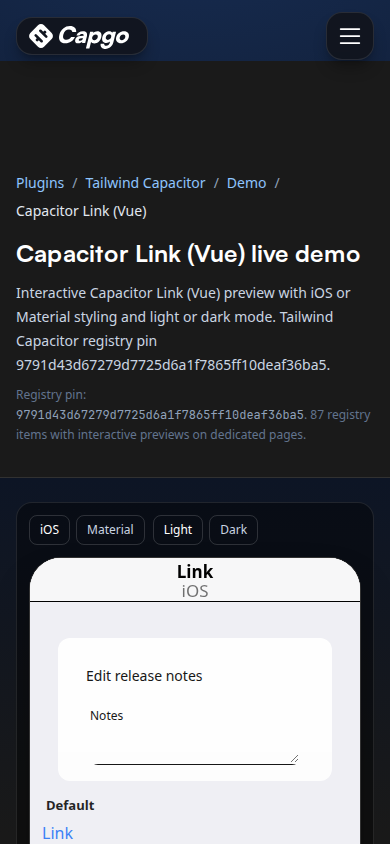 Capgo
Plugins / Tailwind Capacitor / Demo /
Capacitor Link (Vue)
Capacitor Link (Vue) live demo
Interactive Capacitor Link (Vue) preview with iOS or
Material styling and light or dark mode. Tailwind
Capacitor registry pin
9791d43d67279d7725d6a1f7865ff10deaf36ba5.
Registry pin:
9791d43d67279d7725d6a1f7865ff10deaf36ba5. 87 registry
items with interactive previews on dedicated pages.
iOS Material Light Dark
Link
iOS
Edit release notes
Notes
Default
Link